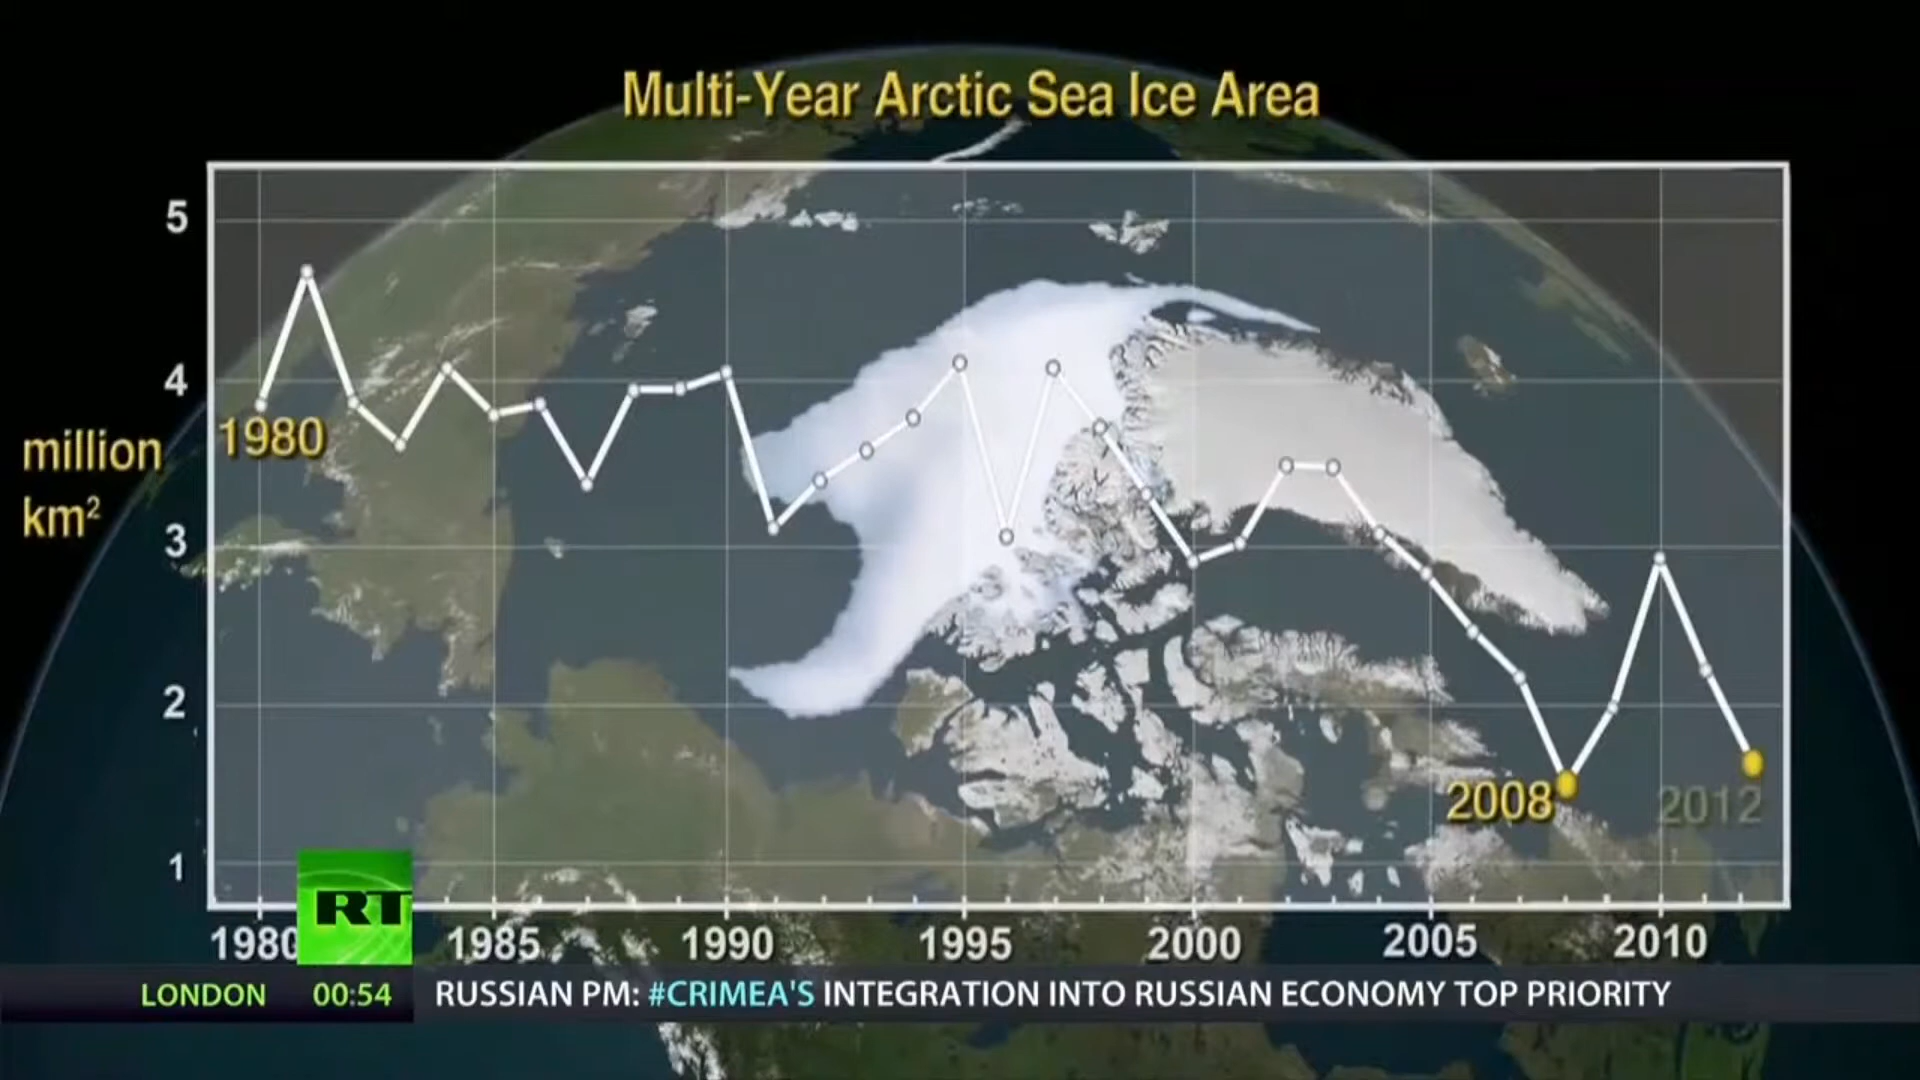 Multi-Year Arctic Sea Ice Area
5
4
3
2
1
million
km²
1980
2008
2012
1980 1985 1990 1995 2000 2005 2010
RT
LONDON 00:54 RUSSIAN PM: #CRIMEA'S INTEGRATION INTO RUSSIAN ECONOMY TOP PRIORITY